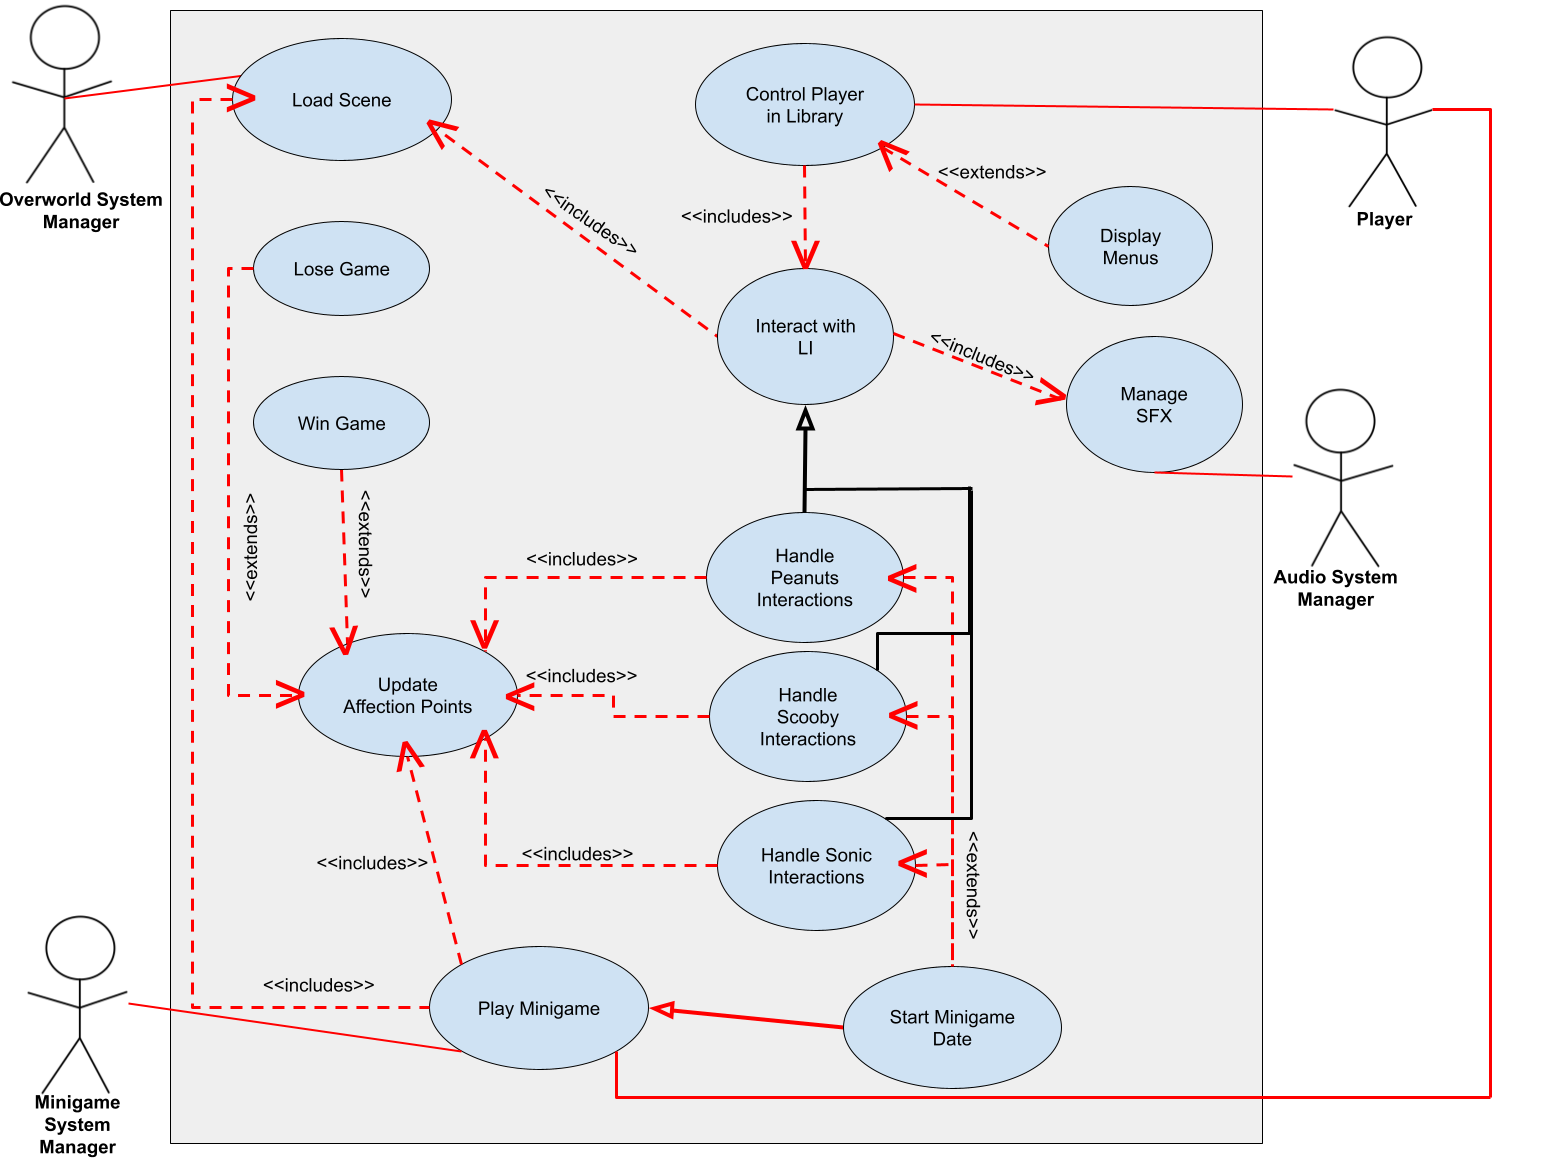 Load Scene
Control Player
in Library
<<extends>>
Overworld System
Manager
<<includes>>
<<includes>>
Player
Display
Menus
Lose Game
Interact with
LI
<<includes>>
Manage
SFX
Win Game
<<extends>>
<<extends>>
<<includes>>
Handle
Peanuts
Interactions
Audio System
Manager
Update
Affection Points
<<includes>>
Handle
Scooby
Interactions
<<includes>>
<<includes>>
Handle Sonic
Interactions
<<extends>>
<<includes>>
Play Minigame
Start Minigame
Date
Minigame
System
Manager